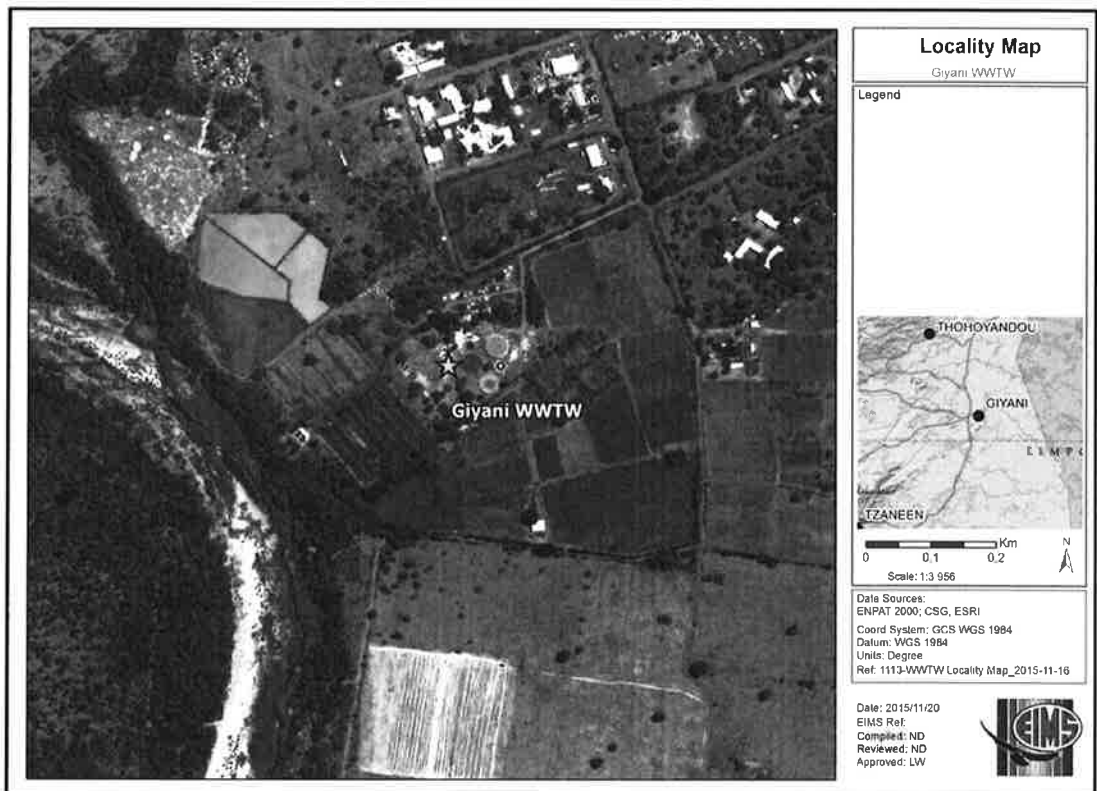 Locality Map
Giyani WWTW
Legend
Giyani WWTW
THOHOYANDOU
GIYANI
TZANEEN
Km
0 0,1 0,2
N
Scale: 1:3 956
Data Sources:
ENPAT 2000; CSG, ESRI
Coord System: GCS WGS 1984
Datum: WGS 1984
Units: Degree
Ref: 1113-WWTW Locality Map_2015-11-16
Date: 2015/11/20
EIMS Ref:
Compiled: ND
Reviewed: ND
Approved: LW
EIMS